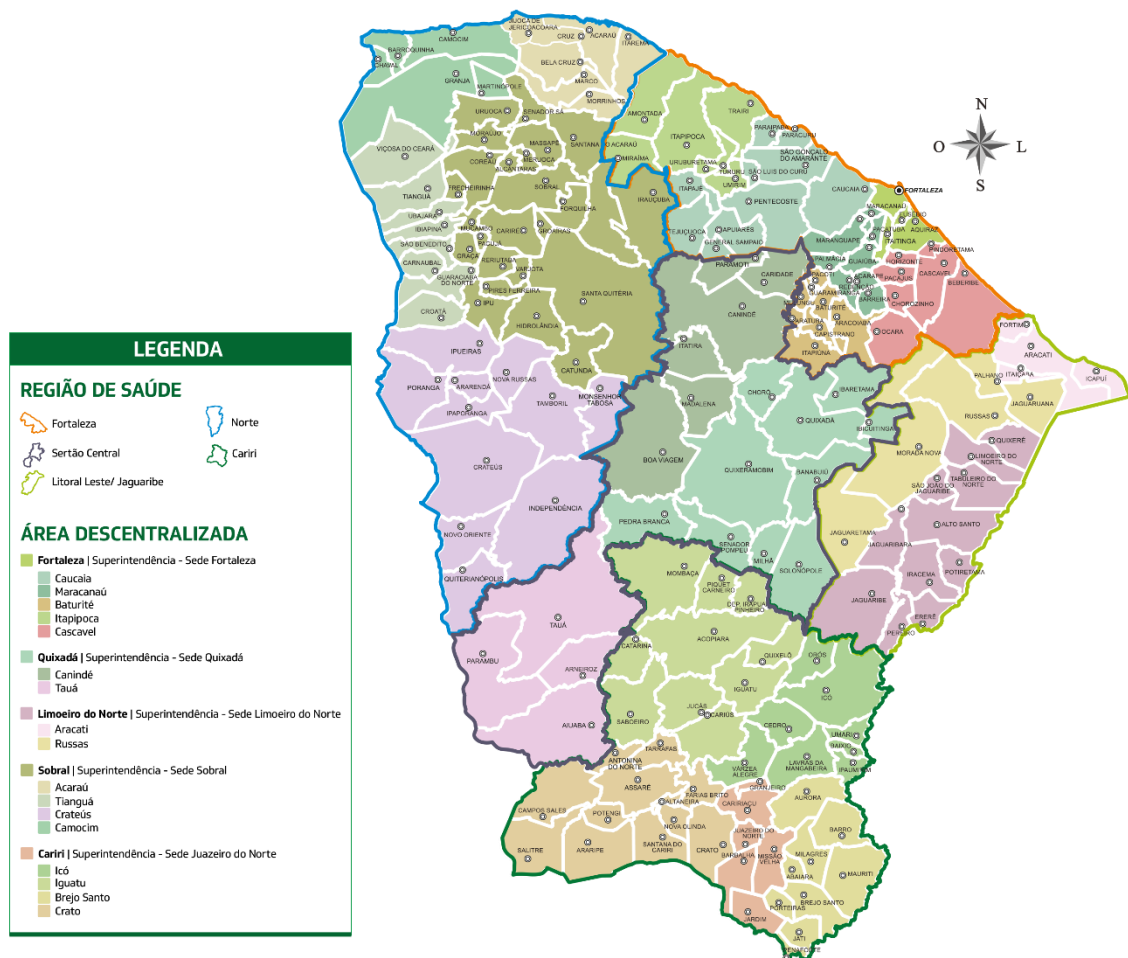 JIJOCA DE
JERICOACOARA
CRUZ
ACARAÚ
ITAREMA
CAMOCIM
BARROQUINHA
CHAVAL
BELA CRUZ
MARCO
GRANJA
MARTINÓPOLE
MORRINHOS
URUOCA
SENADOR SÁ
AMONTADA
TRAIRI
MORAÚJO
MASSAPÊ
SANTANA
DO ACARAÚ
ITAPIPOCA
PARAIPABA
PARACURU
VIÇOSA DO CEARÁ
COREAÚ
MERUOCA
ALCÂNTARAS
MIRAÍMA
URUBURETAMA
TURURU
UMIRIM
SÃO GONÇALO
DO AMARANTE
SÃO LUIS DO CURU
TIANGUÁ
FRECHEIRINHA
SOBRAL
FORQUILHA
IRAUÇUBA
ITAPAJÉ
PENTECOSTE
CAUCAIA
FORTALEZA
UBAJARA
IBIAPINA
MUCAMBO
PACUJÁ
CARIRÉ
GROAÍRAS
TEJUÇUOCA
APUIARÉS
GENERAL SAMPAIO
MARACANAÚ
EUSÉBIO
PACATUBA
AQUIRAZ
ITAITINGA
MARANGUAPE
SÃO BENEDITO
GRAÇA
RERIUTABA
VARJOTA
CARNAUBAL
GUARACIABA
DO NORTE
PIRES FERREIRA
IPU
SANTA QUITÉRIA
PARAMOTI
CARIDADE
PALMÁCIA
GUAIÚBA
HORIZONTE
PINDORETAMA
CASCAVEL
PACAJUS
BEBERIBE
PACOTI
ACARAPE
REDENÇÃO
GUARAMIRANGA
MULUNGU
BARREIRA
CHOROZINHO
CROATÁ
HIDROLÂNDIA
CANINDÉ
BATURITÉ
ARATUBA
ARACOIABA
CAPISTRANO
OCARA
ITAPIÚNA
FORTIM
IPUEIRAS
CATUNDA
ITATIRA
ARACATI
ITAIÇABA
ICAPUÍ
PALHANO
PORANGA
ARARENDÁ
NOVA RUSSAS
TAMBORIL
MONSENHOR
TABOSA
IPAPORANGA
MADALENA
CHORÓ
IBARETAMA
QUIXADÁ
IBICUITINGA
JAGUARUANA
RUSSAS
CRATEÚS
BOA VIAGEM
QUIXERAMOBIM
BANABUIÚ
MORADA NOVA
QUIXERÉ
LIMOEIRO DO
NORTE
TABULEIRO DO
NORTE
SÃO JOÃO DO
JAGUARIBE
INDEPENDÊNCIA
NOVO ORIENTE
PEDRA BRANCA
SENADOR
POMPEU
MILHÃ
SOLONÓPOLE
JAGUARETAMA
JAGUARIBARA
ALTO SANTO
QUITERIANÓPOLIS
MOMBAÇA
PIQUET
CARNEIRO
DEP. IRAPUAN
PINHEIRO
IRACEMA
POTIRETAMA
JAGUARIBE
ERERÊ
PEREIRO
TAUÁ
PARAMBU
ARNEIROZ
AIUABA
CATARINA
ACOPIARA
QUIXELÔ
ORÓS
IGUATU
ICÓ
SABOEIRO
JUCÁS
CARIÚS
CEDRO
UMARI
BAIXIO
IPAUMIRIM
TARRAFAS
ANTONINA
DO NORTE
VÁRZEA
ALEGRE
LAVRAS DA
MANGABEIRA
GRANJEIRO
ASSARÉ
FARIAS BRITO
ALTANEIRA
CARIRIAÇU
AURORA
CAMPOS SALES
POTENGI
NOVA OLINDA
JUAZEIRO DO
NORTE
BARRO
SALITRE
ARARIPE
SANTANA DO
CARIRI
CRATO
BARBALHA
MISSÃO
VELHA
MILAGRES
ABAIARA
MAURITI
BREJO SANTO
PORTEIRAS
JARDIM
JATI
PENAFORTE
N
O
L
S
LEGENDA
REGIÃO DE SAÚDE
Fortaleza
Norte
Sertão Central
Cariri
Litoral Leste/ Jaguaribe
ÁREA DESCENTRALIZADA
Fortaleza | Superintendência - Sede Fortaleza
Caucaia
Maracanaú
Baturité
Itapipoca
Cascavel
Quixadá | Superintendência - Sede Quixadá
Canindé
Tauá
Limoeiro do Norte | Superintendência - Sede Limoeiro do Norte
Aracati
Russas
Sobral | Superintendência - Sede Sobral
Acaraú
Tianguá
Crateús
Camocim
Cariri | Superintendência - Sede Juazeiro do Norte
Icó
Iguatu
Brejo Santo
Crato